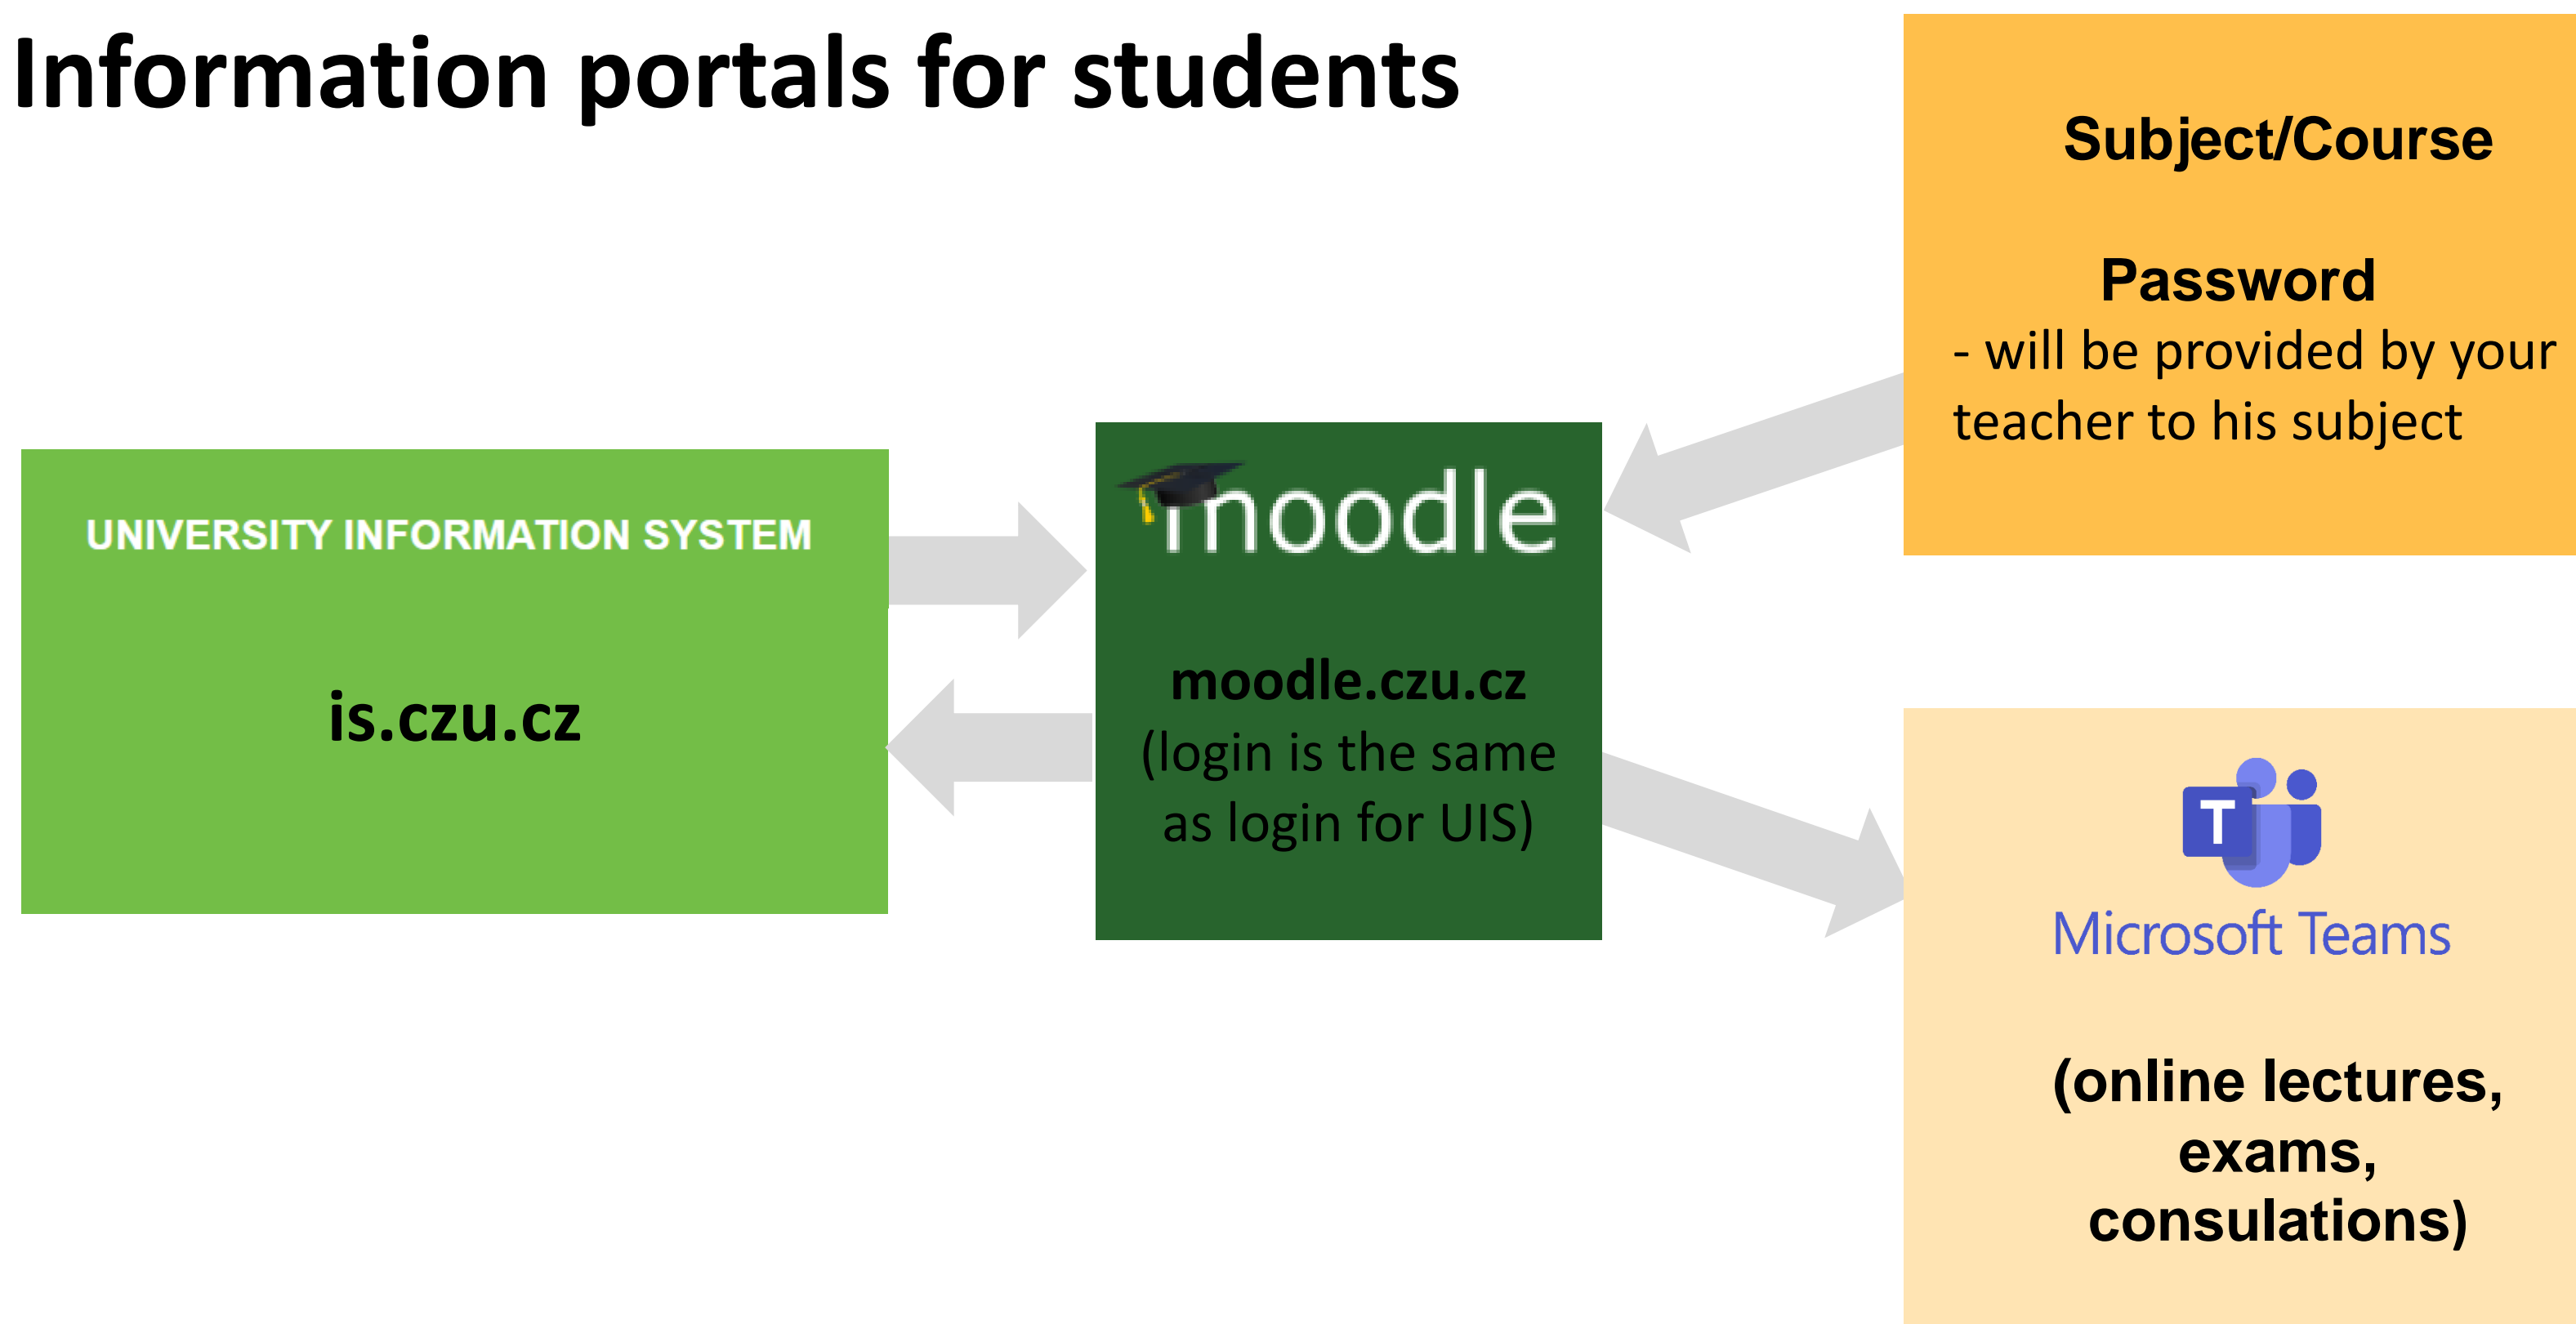 Information portals for students
Subject/Course
Password
- will be provided by your
teacher to his subject
UNIVERSITY INFORMATION SYSTEM
is.czu.cz
moodle
moodle.czu.cz
(login is the same
as login for UIS)
T
Microsoft Teams
(online lectures,
exams,
consulations)